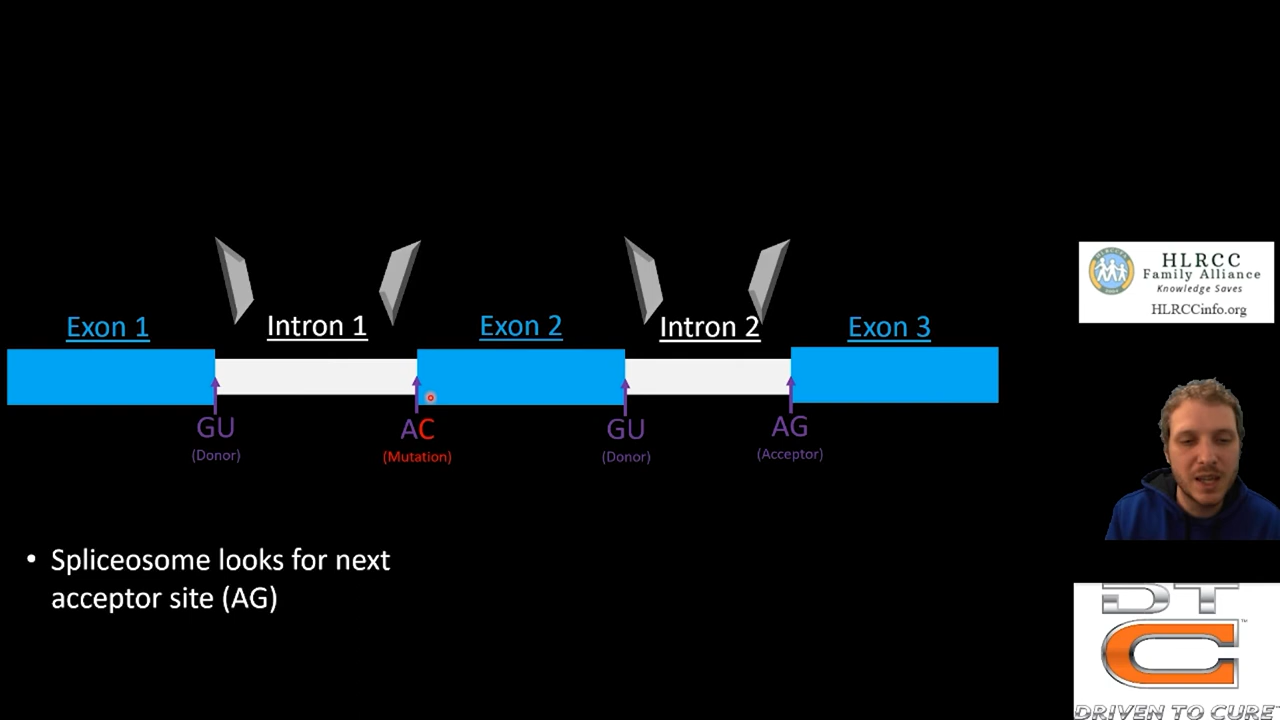 HLRCC
Family Alliance
Knowledge Saves
HLRCCinfo.org
Exon 1
Intron 1
Exon 2
Intron 2
Exon 3
GU
(Donor)
AC
(Mutation)
GU
(Donor)
AG
(Acceptor)
• Spliceosome looks for next
acceptor site (AG)
DTC
DRIVEN TO CURE